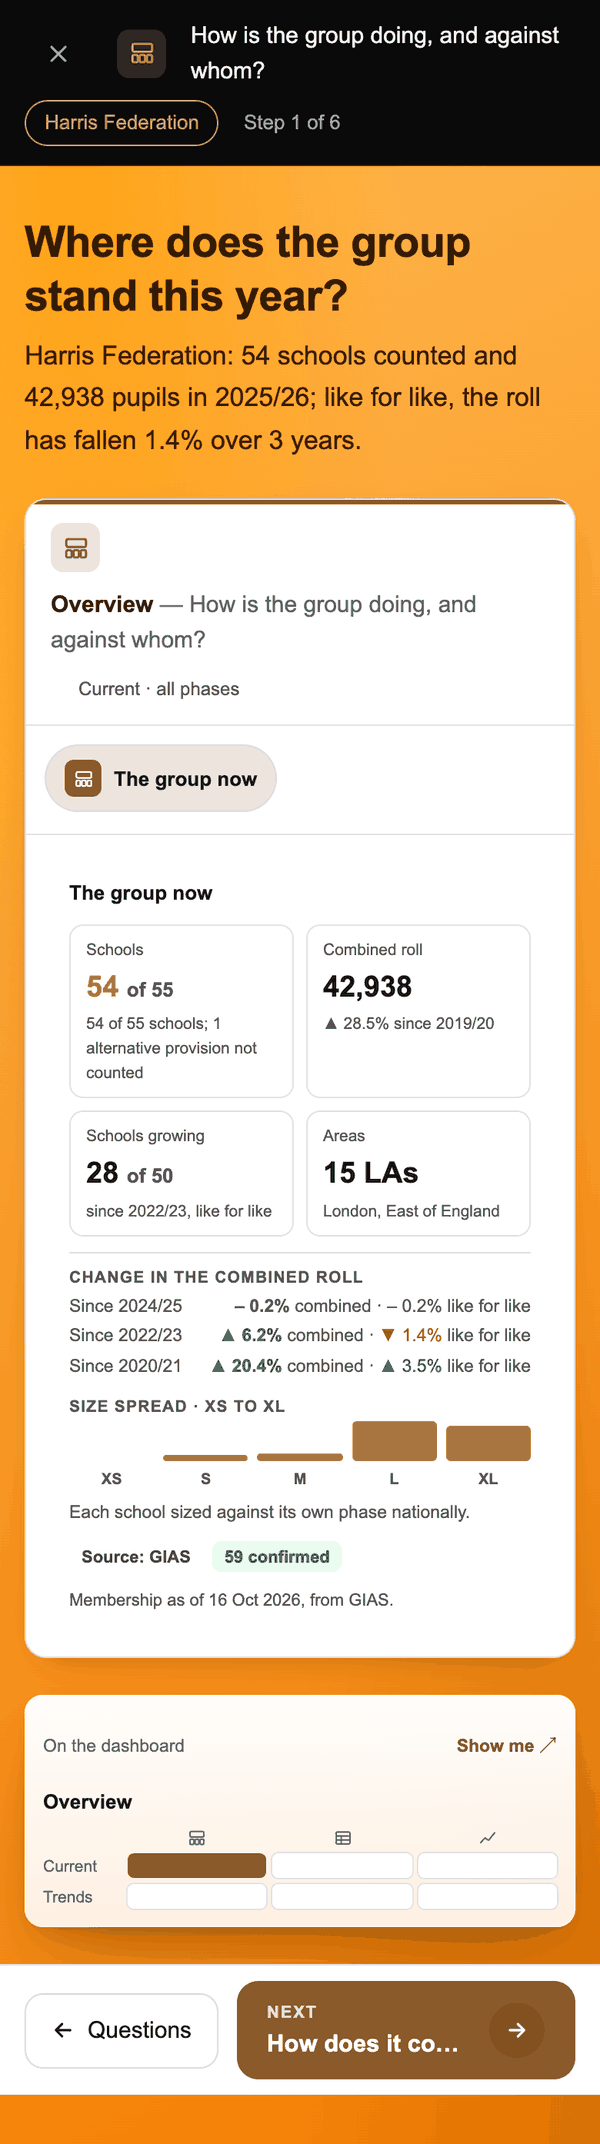 How is the group doing, and against
whom?
Harris Federation
Step 1 of 6
Where does the group
stand this year?
Harris Federation: 54 schools counted and
42,938 pupils in 2025/26; like for like, the roll
has fallen 1.4% over 3 years.
Overview — How is the group doing, and
against whom?
Current · all phases
The group now
The group now
Schools
54 of 55
54 of 55 schools; 1
alternative provision not
counted
Combined roll
42,938
▲ 28.5% since 2019/20
Schools growing
28 of 50
since 2022/23, like for like
Areas
15 LAs
London, East of England
CHANGE IN THE COMBINED ROLL
Since 2024/25 – 0.2% combined · – 0.2% like for like
Since 2022/23 ▲ 6.2% combined · ▼ 1.4% like for like
Since 2020/21 ▲ 20.4% combined · ▲ 3.5% like for like
SIZE SPREAD · XS TO XL
XS S M L XL
Each school sized against its own phase nationally.
Source: GIAS 59 confirmed
Membership as of 16 Oct 2026, from GIAS.
On the dashboard Show me ↗
Overview
Current
Trends
← Questions
NEXT
How does it co... →